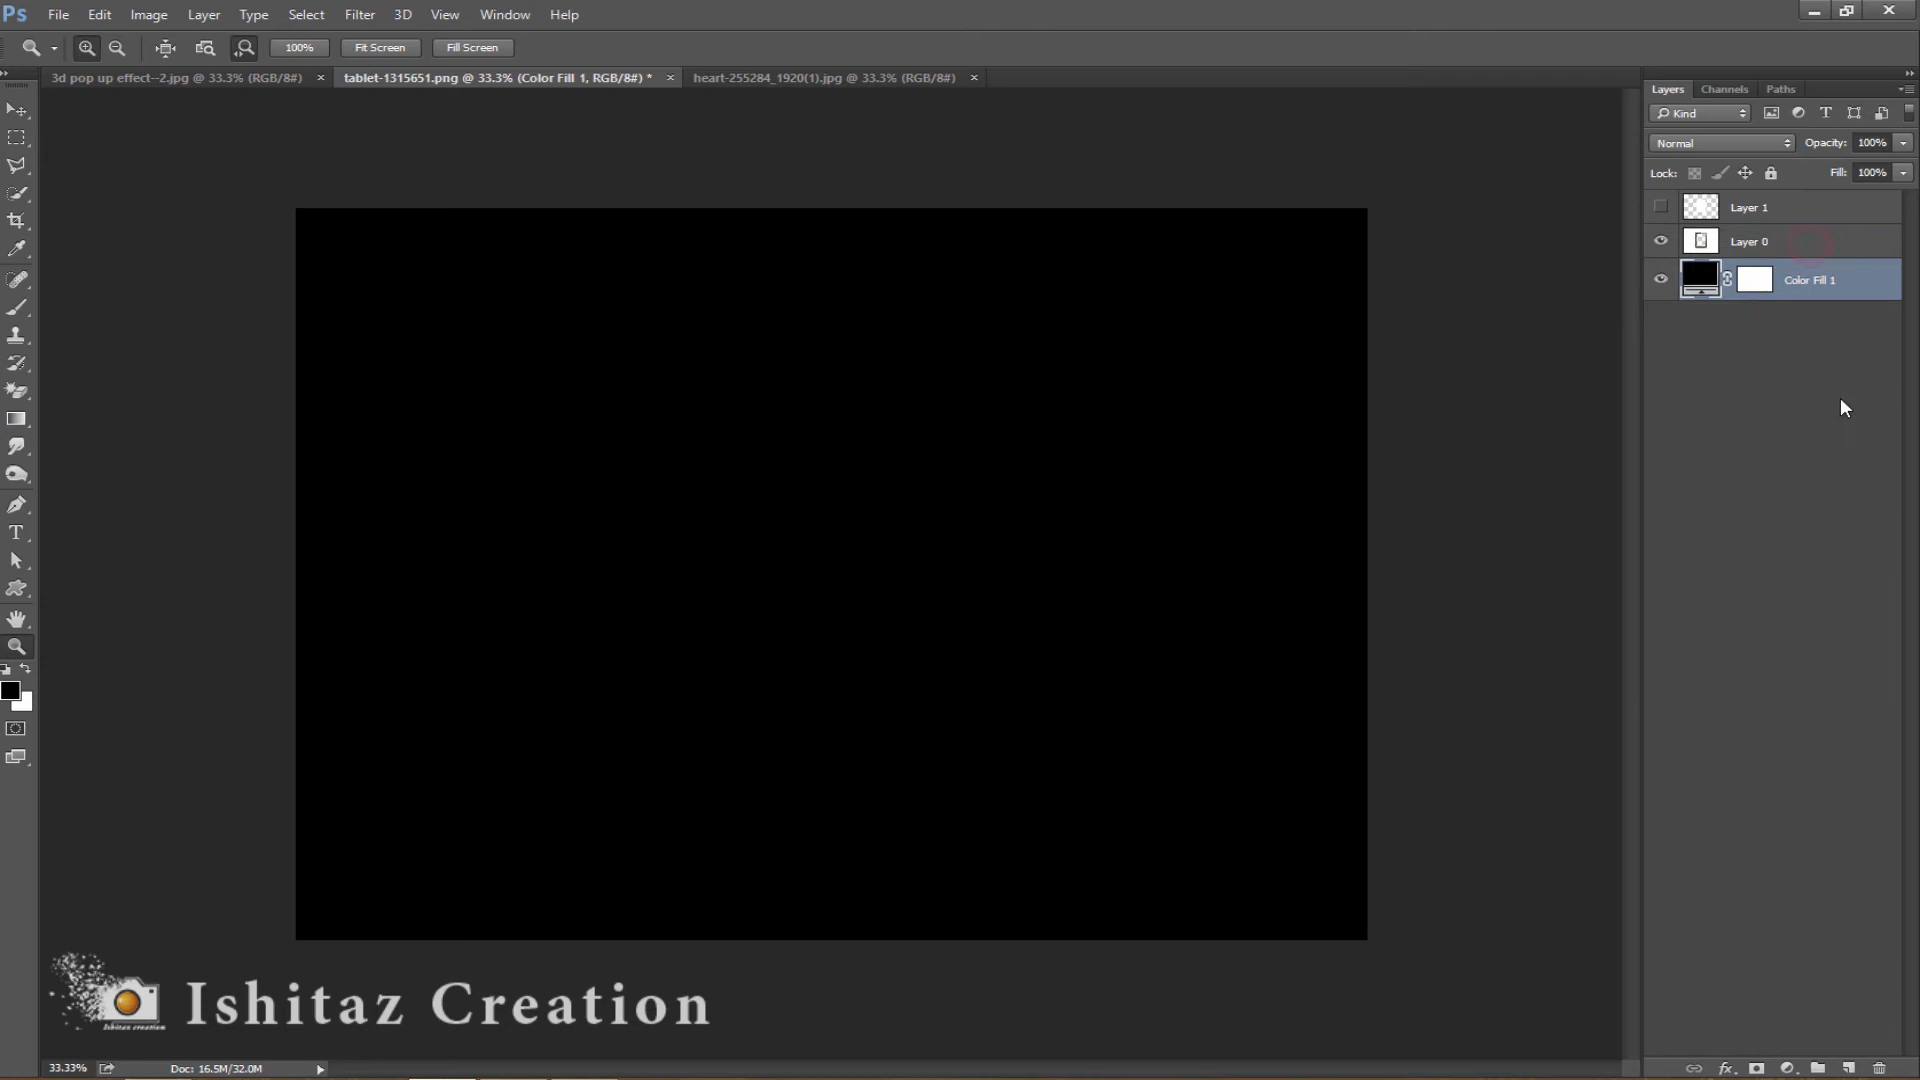 Ps File Edit Image Layer Type Select Filter 3D View Window Help
100% Fit Screen Fill Screen
3d pop up effect--2.jpg @ 33.3% (RGB/8#) × tablet-1315651.png @ 33.3% (Color Fill 1, RGB/8#) * × heart-255284_1920(1).jpg @ 33.3% (RGB/8#) ×
Layers Channels Paths
Kind
Normal Opacity: 100%
Lock: Fill: 100%
Layer 1
Layer 0
Color Fill 1
Ishitaz Creation
Ishitaz creation
33.33% Doc: 16.5M/32.0M